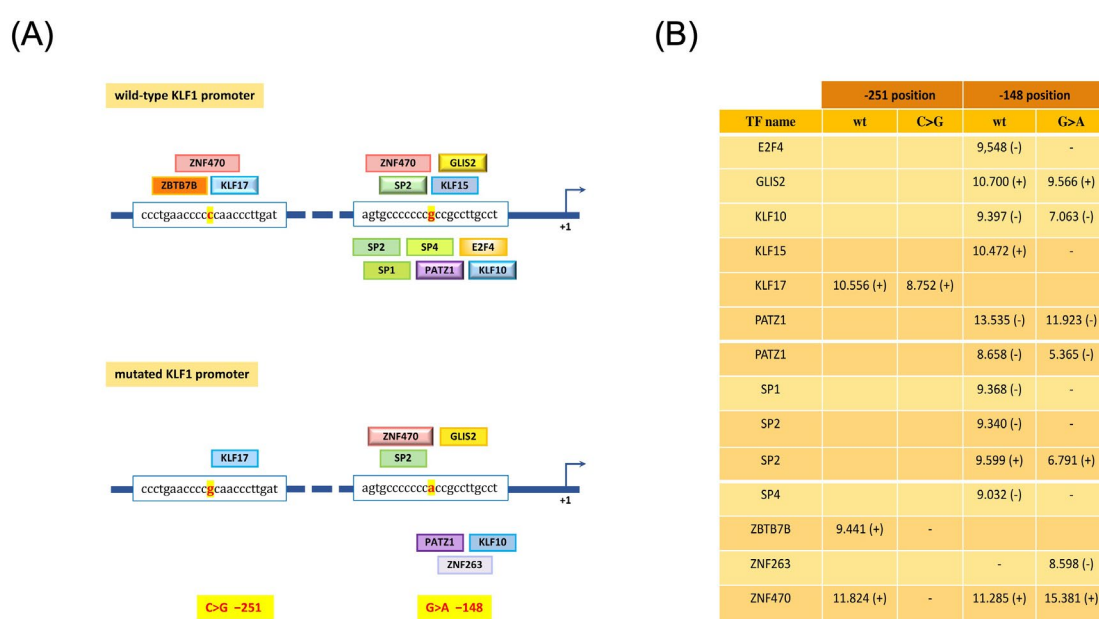 (A)
wild-type KLF1 promoter
ZNF470 ZNF470 GLIS2
ZBTB7B KLF17 SP2 KLF15
ccctgaaccccccaacccttgat agtgcccccccgccgccttgcct
+1
SP2 SP4 E2F4
SP1 PATZ1 KLF10
mutated KLF1 promoter
ZNF470 GLIS2
KLF17 SP2
ccctgaaccccgcaacccttgat agtgcccccccaccgccttgcct
+1
PATZ1 KLF10
ZNF263
C>G −251 G>A −148
(B)
-251 position -148 position
TF name wt C>G wt G>A
E2F4 9,548 (-) -
GLIS2 10.700 (+) 9.566 (+)
KLF10 9.397 (-) 7.063 (-)
KLF15 10.472 (+) -
KLF17 10.556 (+) 8.752 (+)
PATZ1 13.535 (-) 11.923 (-)
PATZ1 8.658 (-) 5.365 (-)
SP1 9.368 (-) -
SP2 9.340 (-) -
SP2 9.599 (+) 6.791 (+)
SP4 9.032 (-) -
ZBTB7B 9.441 (+) -
ZNF263 - 8.598 (-)
ZNF470 11.824 (+) - 11.285 (+) 15.381 (+)